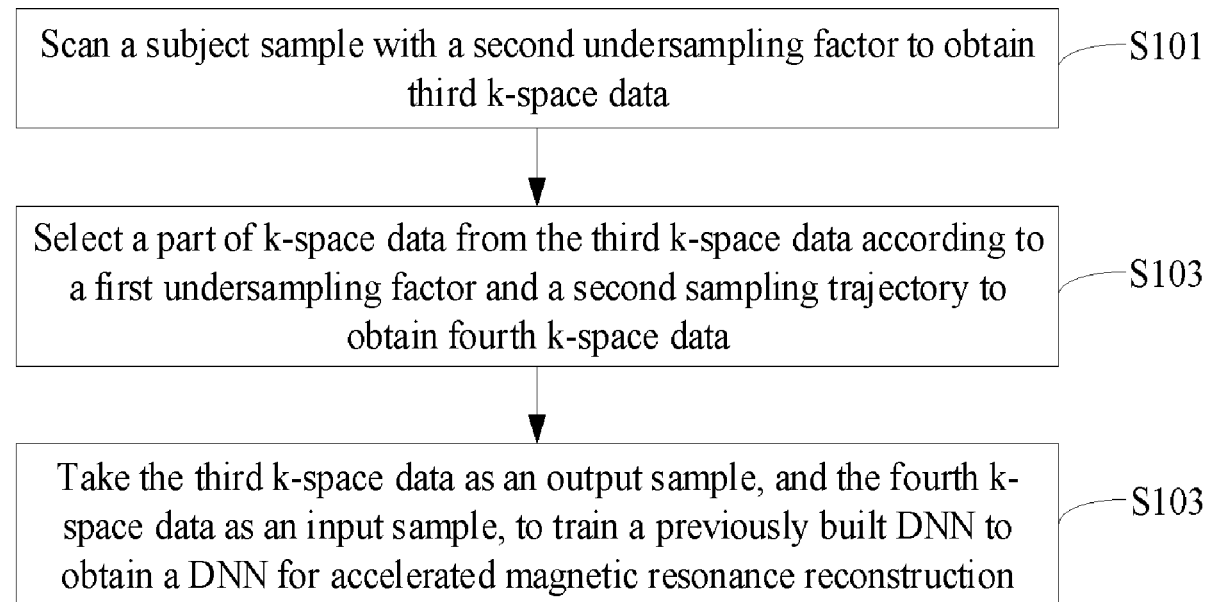 Scan a subject sample with a second undersampling factor to obtain
third k-space data
S101
Select a part of k-space data from the third k-space data according to
a first undersampling factor and a second sampling trajectory to
obtain fourth k-space data
S103
Take the third k-space data as an output sample, and the fourth k-
space data as an input sample, to train a previously built DNN to
obtain a DNN for accelerated magnetic resonance reconstruction
S103